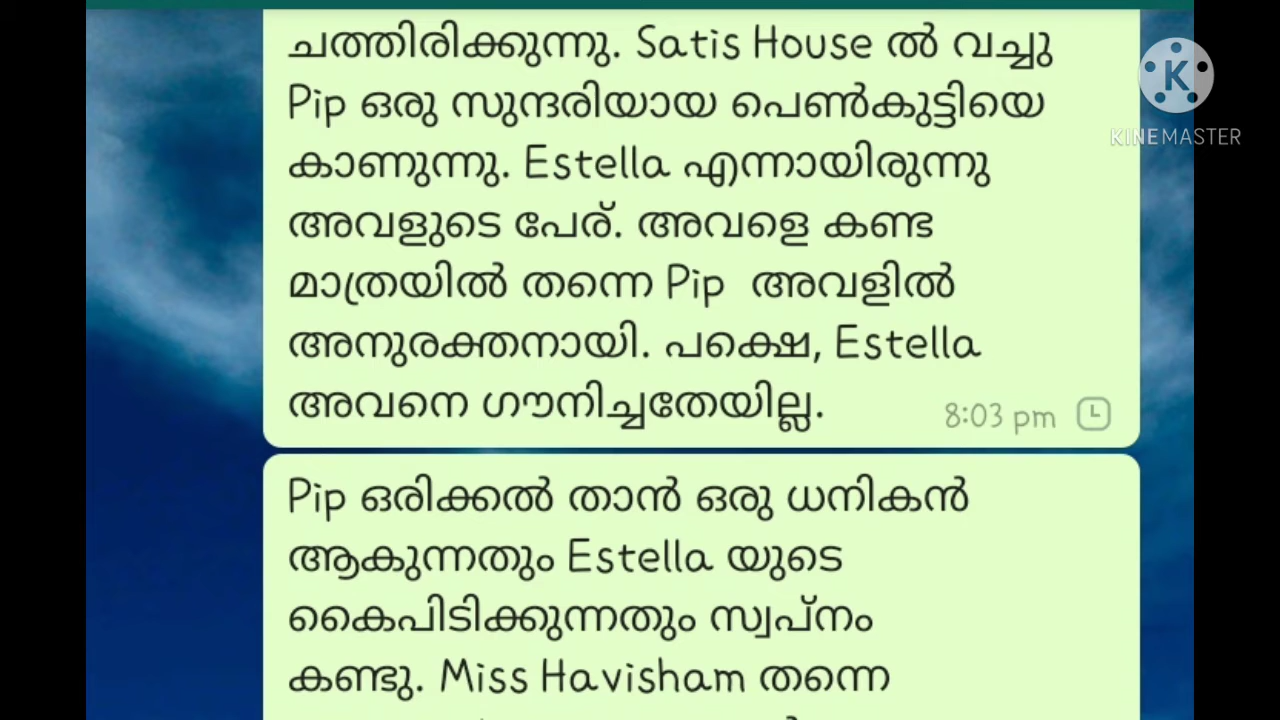 ചത്തിരിക്കുന്നു. Satis House ൽ വച്ചു
Pip ഒരു സുന്ദരിയായ പെൺകുട്ടിയെ
കാണുന്നു. Estella എന്നായിരുന്നു
അവളുടെ പേര്. അവളെ കണ്ട
മാത്രയിൽ തന്നെ Pip അവളിൽ
അനുരക്തനായി. പക്ഷെ, Estella
അവനെ ഗൗനിച്ചതേയില്ല.
8:03 pm
Pip ഒരിക്കൽ താൻ ഒരു ധനികൻ
ആകുന്നതും Estella യുടെ
കൈപിടിക്കുന്നതും സ്വപ്നം
കണ്ടു. Miss Havisham തന്നെ
K
KINEMASTER